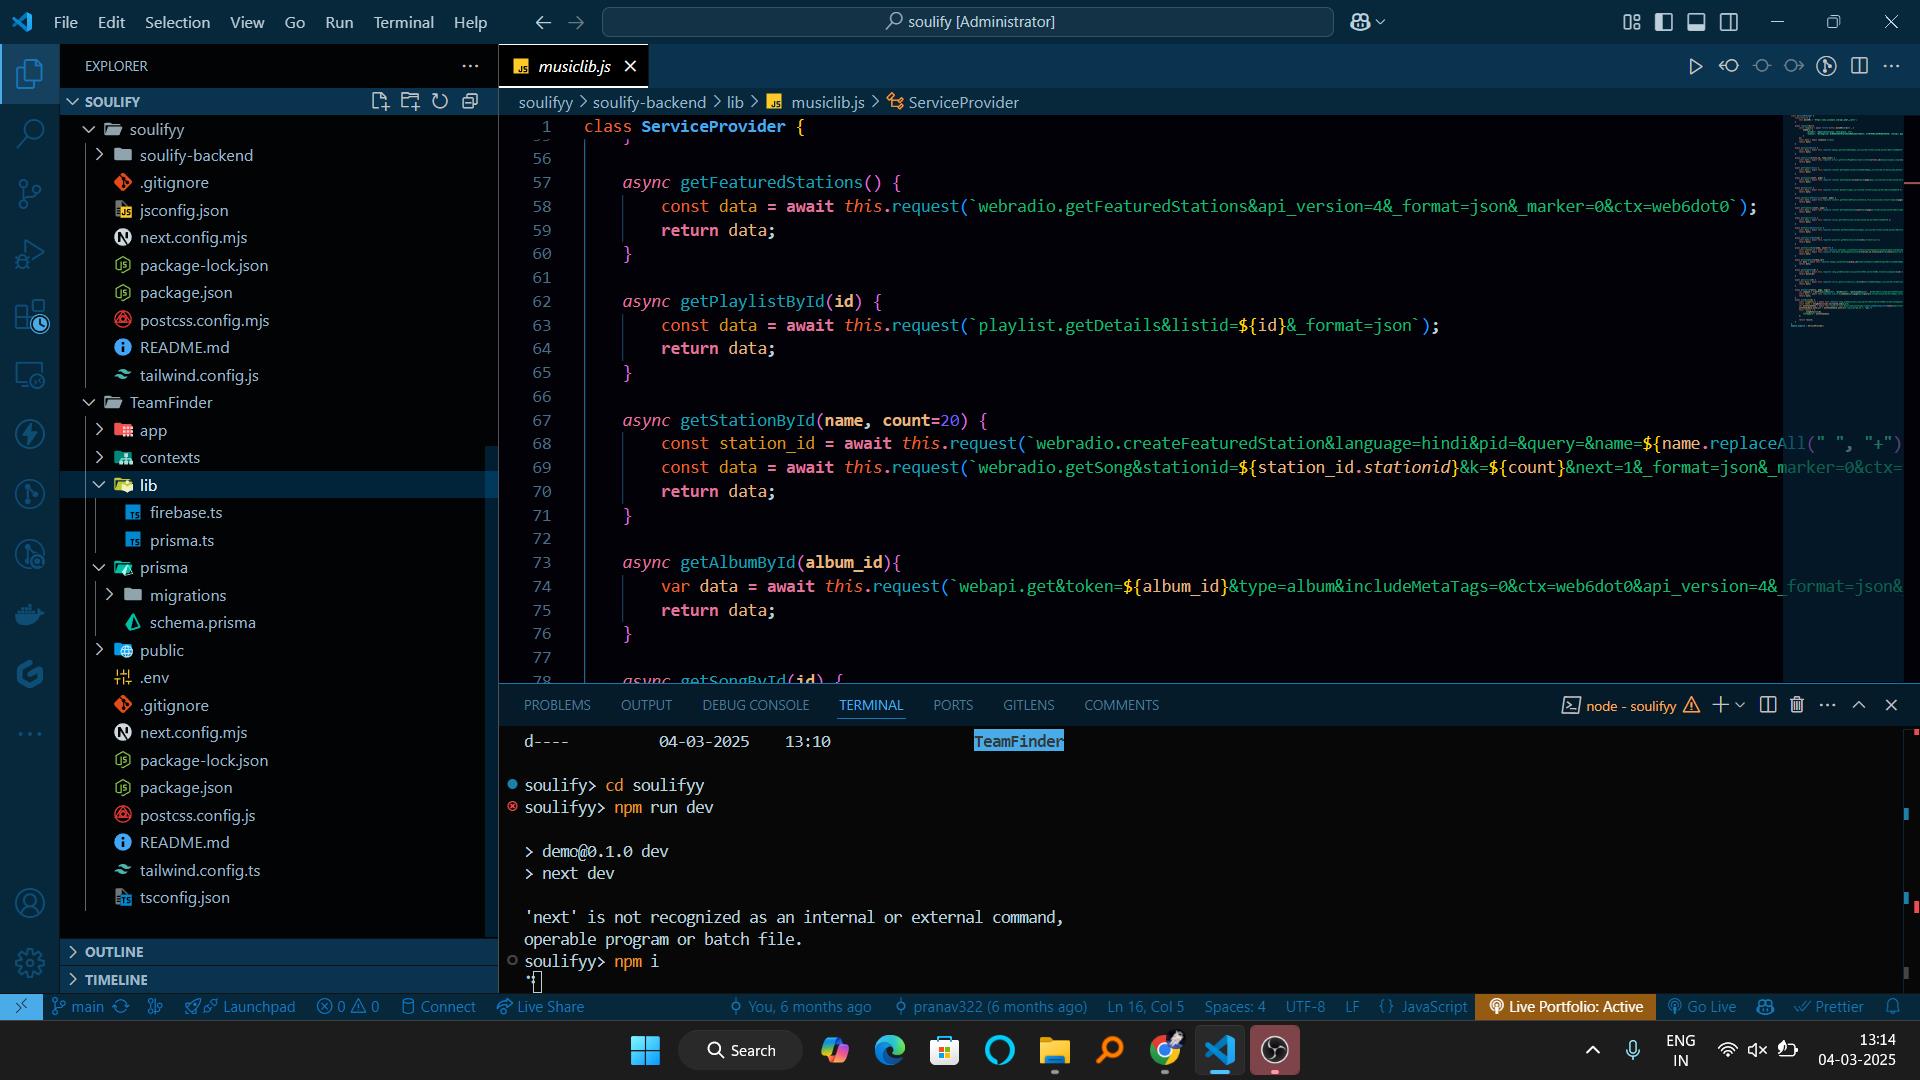 File Edit Selection View Go Run Terminal Help
soulify [Administrator]
EXPLORER
SOULIFY
soulifyy
soulify-backend
.gitignore
jsconfig.json
next.config.mjs
package-lock.json
package.json
postcss.config.mjs
README.md
tailwind.config.js
TeamFinder
app
contexts
lib
firebase.ts
prisma.ts
prisma
migrations
schema.prisma
public
.env
.gitignore
next.config.mjs
package-lock.json
package.json
postcss.config.js
README.md
tailwind.config.ts
tsconfig.json
OUTLINE
TIMELINE
musiclib.js
soulifyy > soulify-backend > lib > musiclib.js > ServiceProvider
1 class ServiceProvider {
56
57 async getFeaturedStations() {
58 const data = await this.request(`webradio.getFeaturedStations&api_version=4&_format=json&_marker=0&ctx=web6dot0`);
59 return data;
60 }
61
62 async getPlaylistById(id) {
63 const data = await this.request(`playlist.getDetails&listid=${id}&_format=json`);
64 return data;
65 }
66
67 async getStationById(name, count=20) {
68 const station_id = await this.request(`webradio.createFeaturedStation&language=hindi&pid=&query=&name=${name.replaceAll(" ", "+")
69 const data = await this.request(`webradio.getSong&stationid=${station_id.stationid}&k=${count}&next=1&_format=json&_marker=0&ctx=
70 return data;
71 }
72
73 async getAlbumById(album_id){
74 var data = await this.request(`webapi.get&token=${album_id}&type=album&includeMetaTags=0&ctx=web6dot0&api_version=4&_format=json&
75 return data;
76 }
77
78 async getSongById(id) {
PROBLEMS OUTPUT DEBUG CONSOLE TERMINAL PORTS GITLENS COMMENTS
node - soulifyy
d---- 04-03-2025 13:10 TeamFinder
soulify> cd soulifyy
soulifyy> npm run dev
> demo@0.1.0 dev
> next dev
'next' is not recognized as an internal or external command,
operable program or batch file.
soulifyy> npm i
main Launchpad 0 0 Connect Live Share You, 6 months ago pranav322 (6 months ago) Ln 16, Col 5 Spaces: 4 UTF-8 LF {} JavaScript Live Portfolio: Active Go Live Prettier
Search
ENG
IN
13:14
04-03-2025